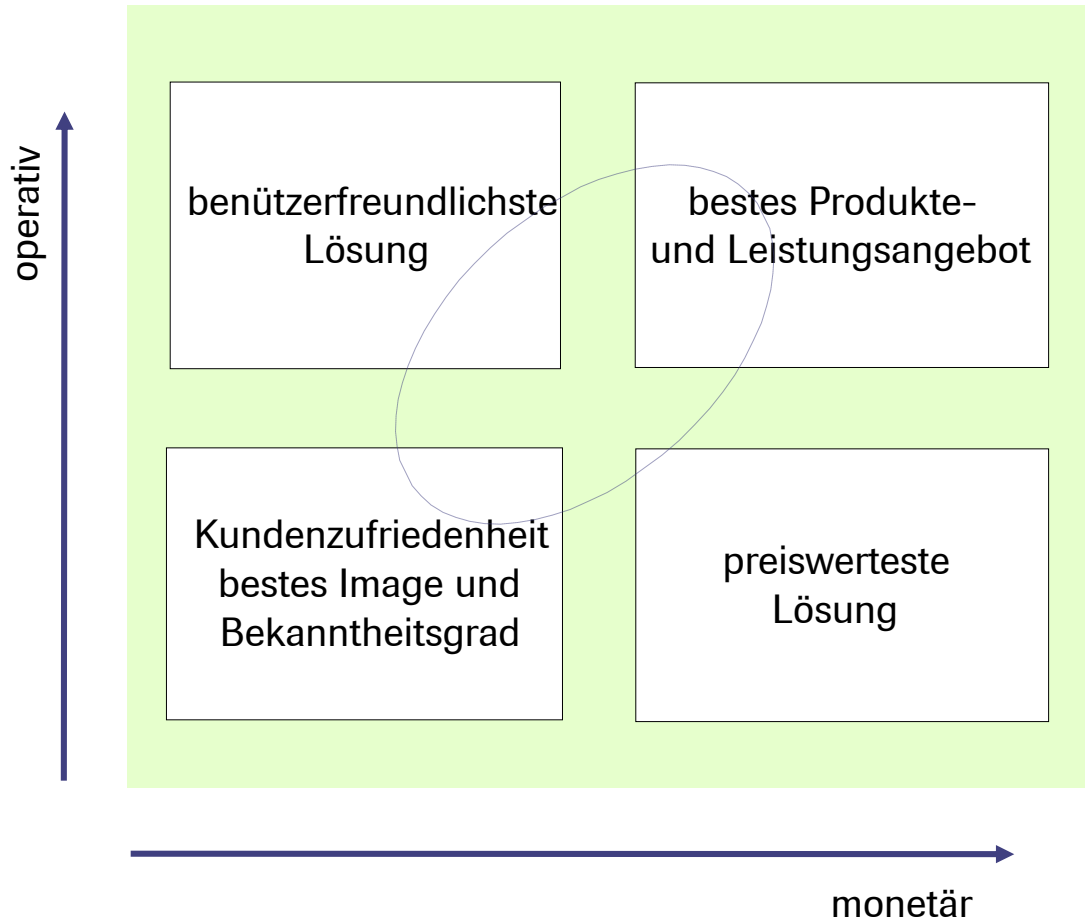 operativ
benützerfreundlichste
Lösung
bestes Produkte-
und Leistungsangebot
Kundenzufriedenheit
bestes Image und
Bekanntheitsgrad
preiswerteste
Lösung
monetär